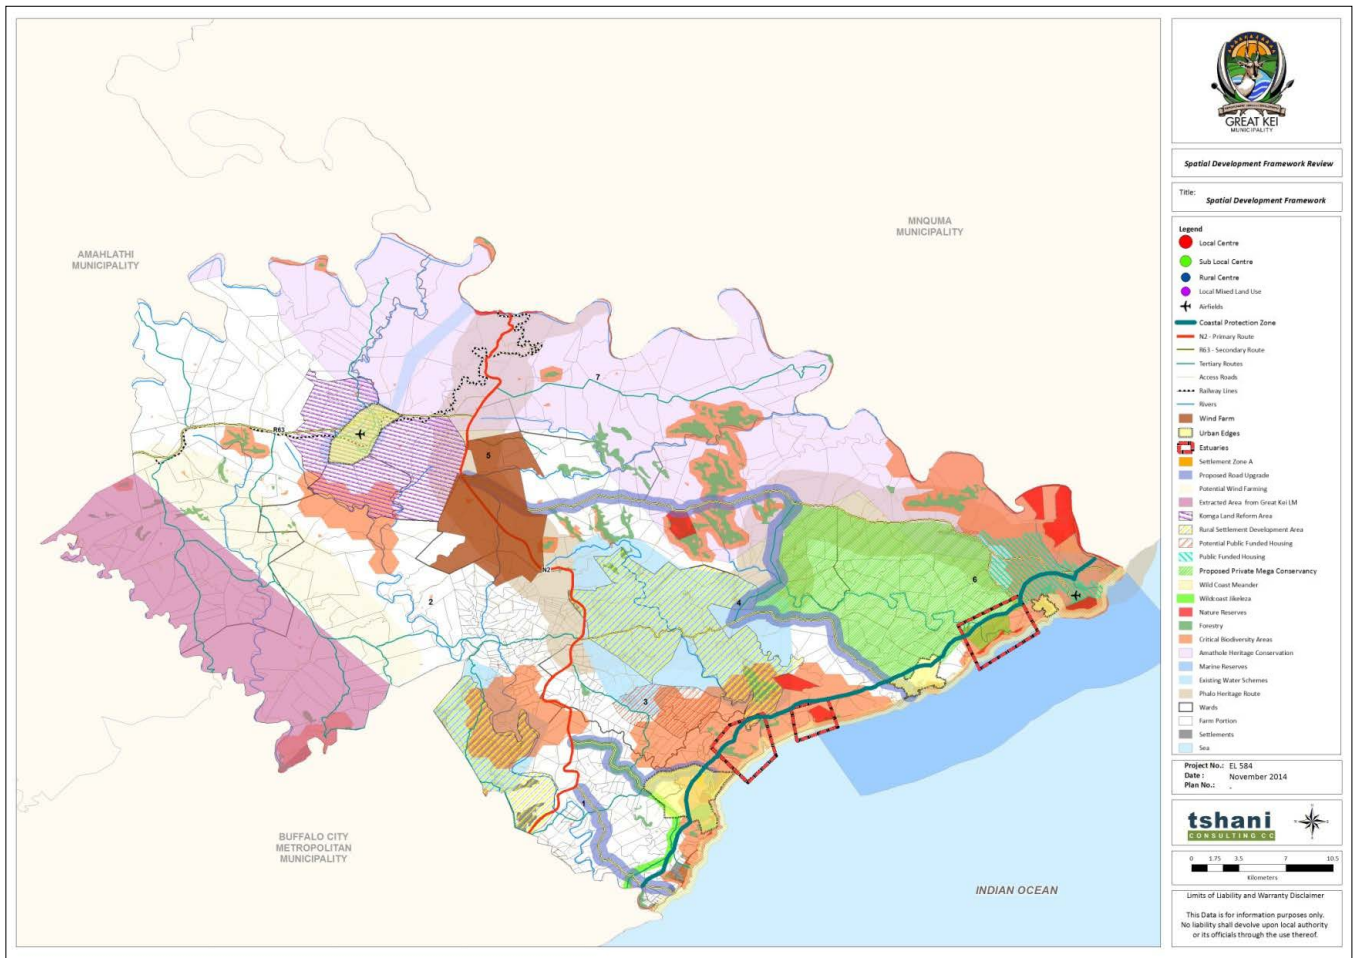 AMAHLATHI
MUNICIPALITY
MNQUMA
MUNICIPALITY
R63
7
5
N2
2
4
6
3
1
BUFFALO CITY
METROPOLITAN
MUNICIPALITY
INDIAN OCEAN
GREAT KEI
MUNICIPALITY
Spatial Development Framework Review
Title:
Spatial Development Framework
Legend
Local Centre
Sub Local Centre
Rural Centre
Local Mixed Land Use
Airfields
Coastal Protection Zone
N2 - Primary Route
R63 - Secondary Route
Tertiary Routes
Access Roads
Railway Lines
Rivers
Wind Farm
Urban Edges
Estuaries
Settlement Zone A
Proposed Road Upgrade
Potential Wind Farming
Extracted Area from Great Kei LM
Komga Land Reform Area
Rural Settlement Development Area
Potential Public Funded Housing
Public Funded Housing
Proposed Private Mega Conservancy
Wild Coast Meander
Wildcoast Jikeleza
Nature Reserves
Forestry
Critical Biodiversity Areas
Amathole Heritage Conservation
Marine Reserves
Existing Water Schemes
Phalo Heritage Route
Wards
Farm Portion
Settlements
Sea
Project No.: EL 584
Date : November 2014
Plan No.: .
tshani
CONSULTING CC
0 1.75 3.5 7 10.5
Kilometers
Limits of Liability and Warranty Disclaimer
This Data is for information purposes only.
No liability shall devolve upon local authority
or its officials through the use thereof.